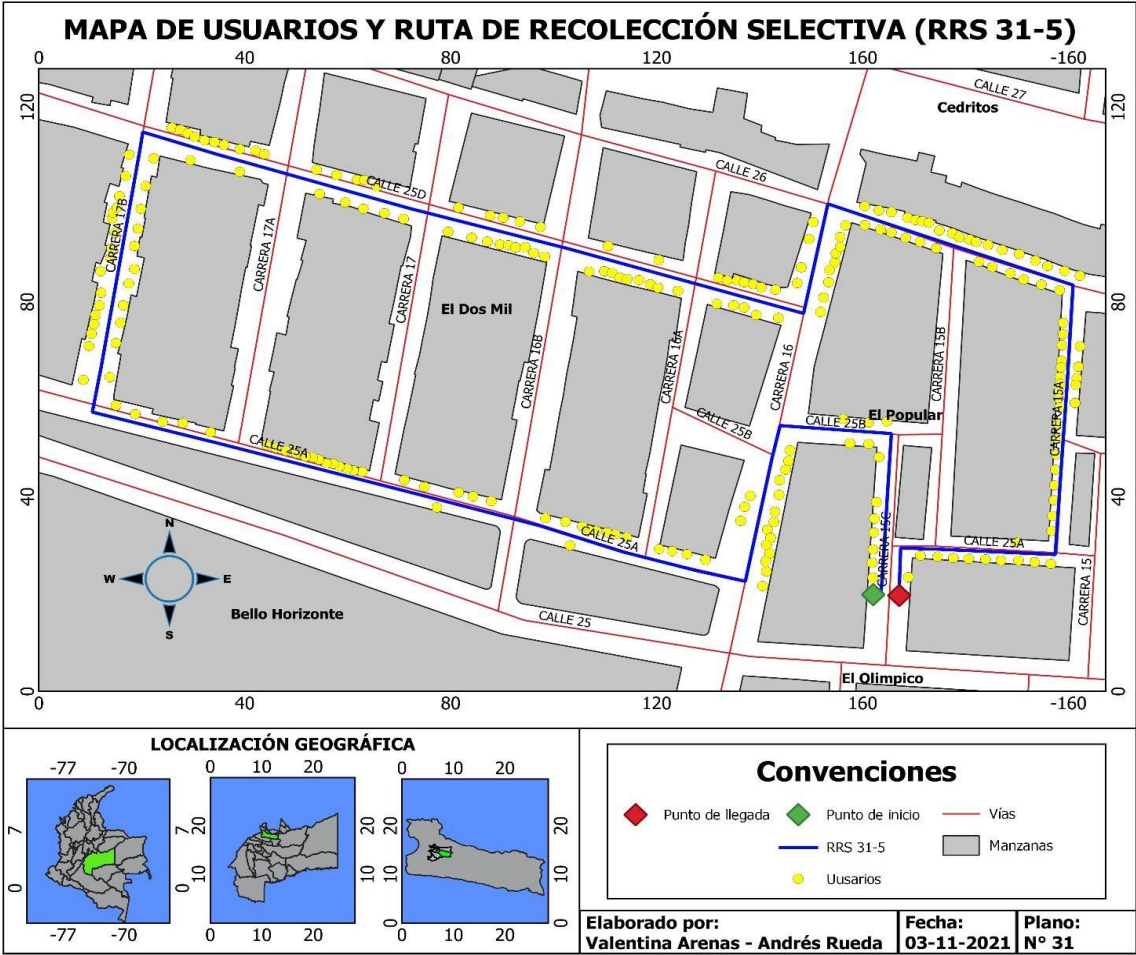 MAPA DE USUARIOS Y RUTA DE RECOLECCIÓN SELECTIVA (RRS 31-5)
0 40 80 120 160 -160
120 120
CALLE 27
Cedritos
CALLE 26
CALLE 25D
CARRERA 17B
CARRERA 17A
CARRERA 17
El Dos Mil
CARRERA 16B
CARRERA 16A
CARRERA 16
CARRERA 15B
CARRERA 15A
80 80
El Popular
CALLE 25B
CALLE 25B
CALLE 25A
40 40
CALLE 25A
CALLE 25A
CARRERA 15C
CARRERA 15
N
W E
S
Bello Horizonte
CALLE 25
El Olimpico
0 0
0 40 80 120 160 -160
LOCALIZACIÓN GEOGRÁFICA
-77 -70
7 7
0 0
-77 -70
0 10 20
20 20
10 10
0 10 20
0 10 20
20 20
10 10
0 0
0 10 20
Convenciones
Punto de llegada
Punto de inicio
Vías
RRS 31-5
Manzanas
Uusarios
Elaborado por:
Valentina Arenas - Andrés Rueda
Fecha:
03-11-2021
Plano:
N° 31